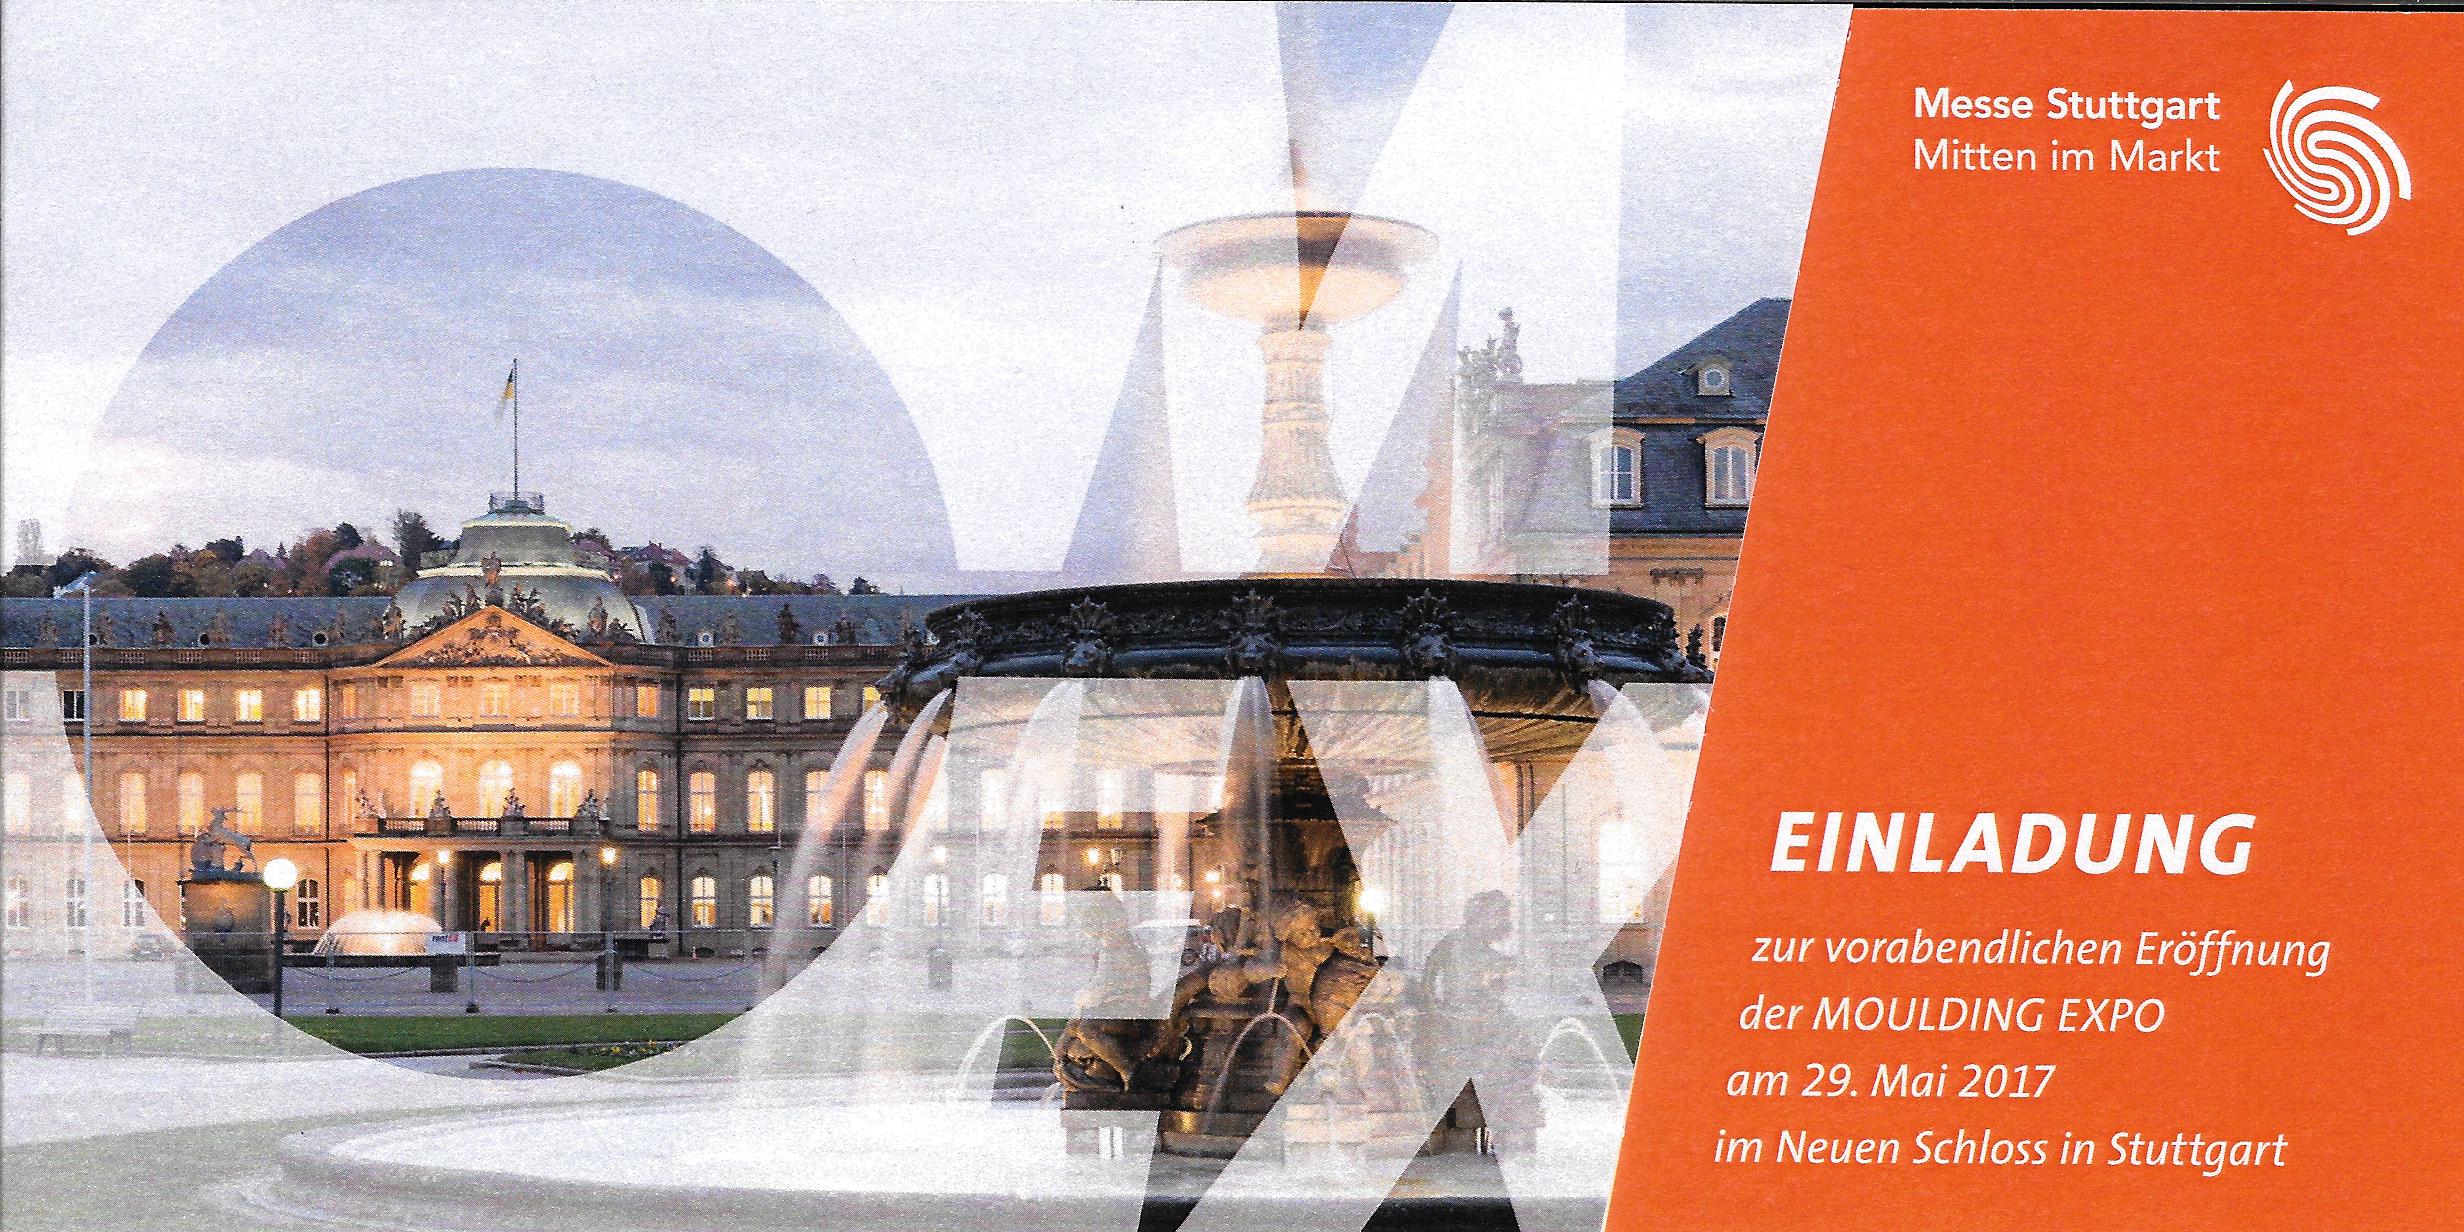 Messe Stuttgart
Mitten im Markt
EINLADUNG
zur vorabendlichen Eröffnung
der MOULDING EXPO
am 29. Mai 2017
im Neuen Schloss in Stuttgart